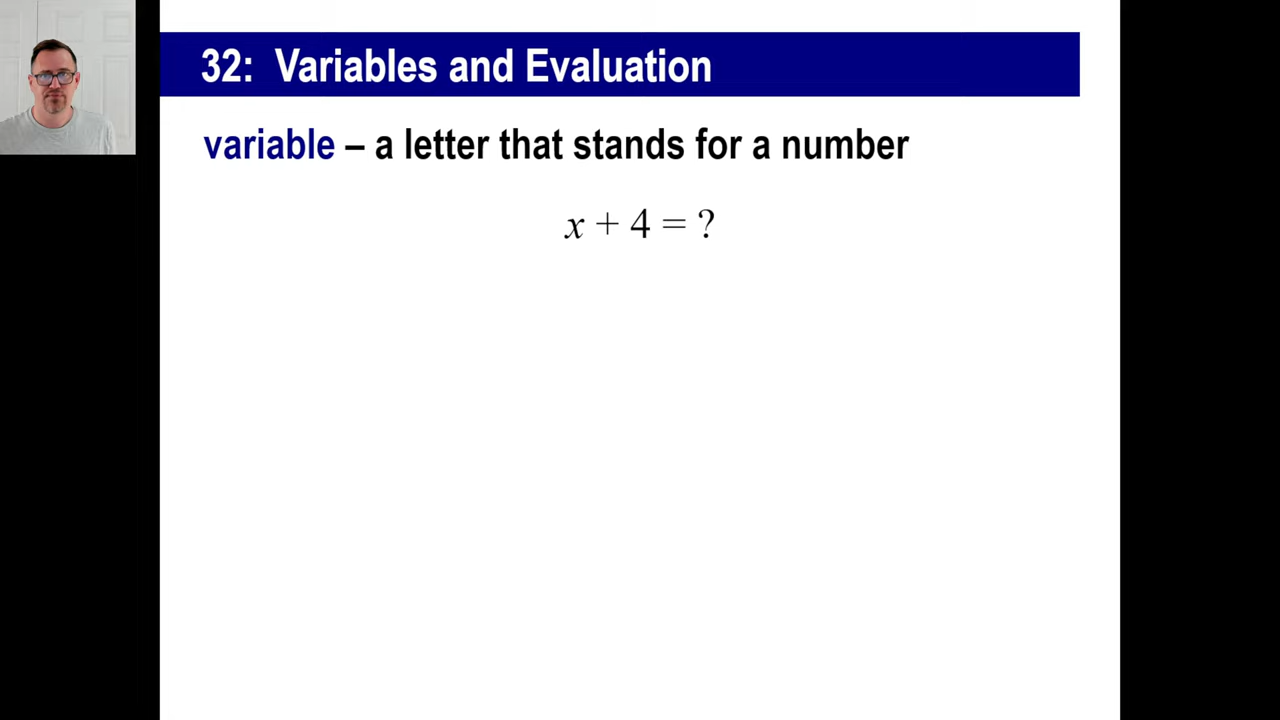 32: Variables and Evaluation
variable – a letter that stands for a number
x + 4 = ?